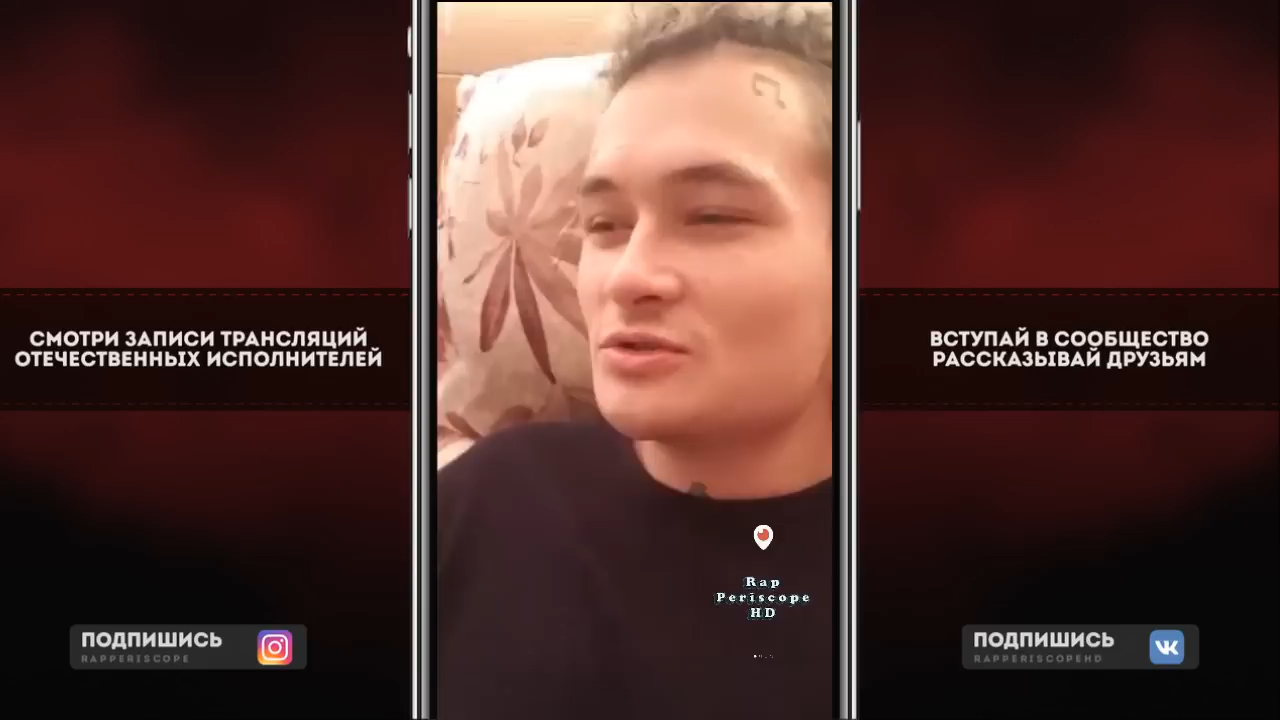 СМОТРИ ЗАПИСИ ТРАНСЛЯЦИЙ
ОТЕЧЕСТВЕННЫХ ИСПОЛНИТЕЛЕЙ
ВСТУПАЙ В СООБЩЕСТВО
РАССКАЗЫВАЙ ДРУЗЬЯМ
Rap
Periscope
HD
ПОДПИШИСЬ
RAPPERISCOPE
ПОДПИШИСЬ
RAPPERISCOPEHD